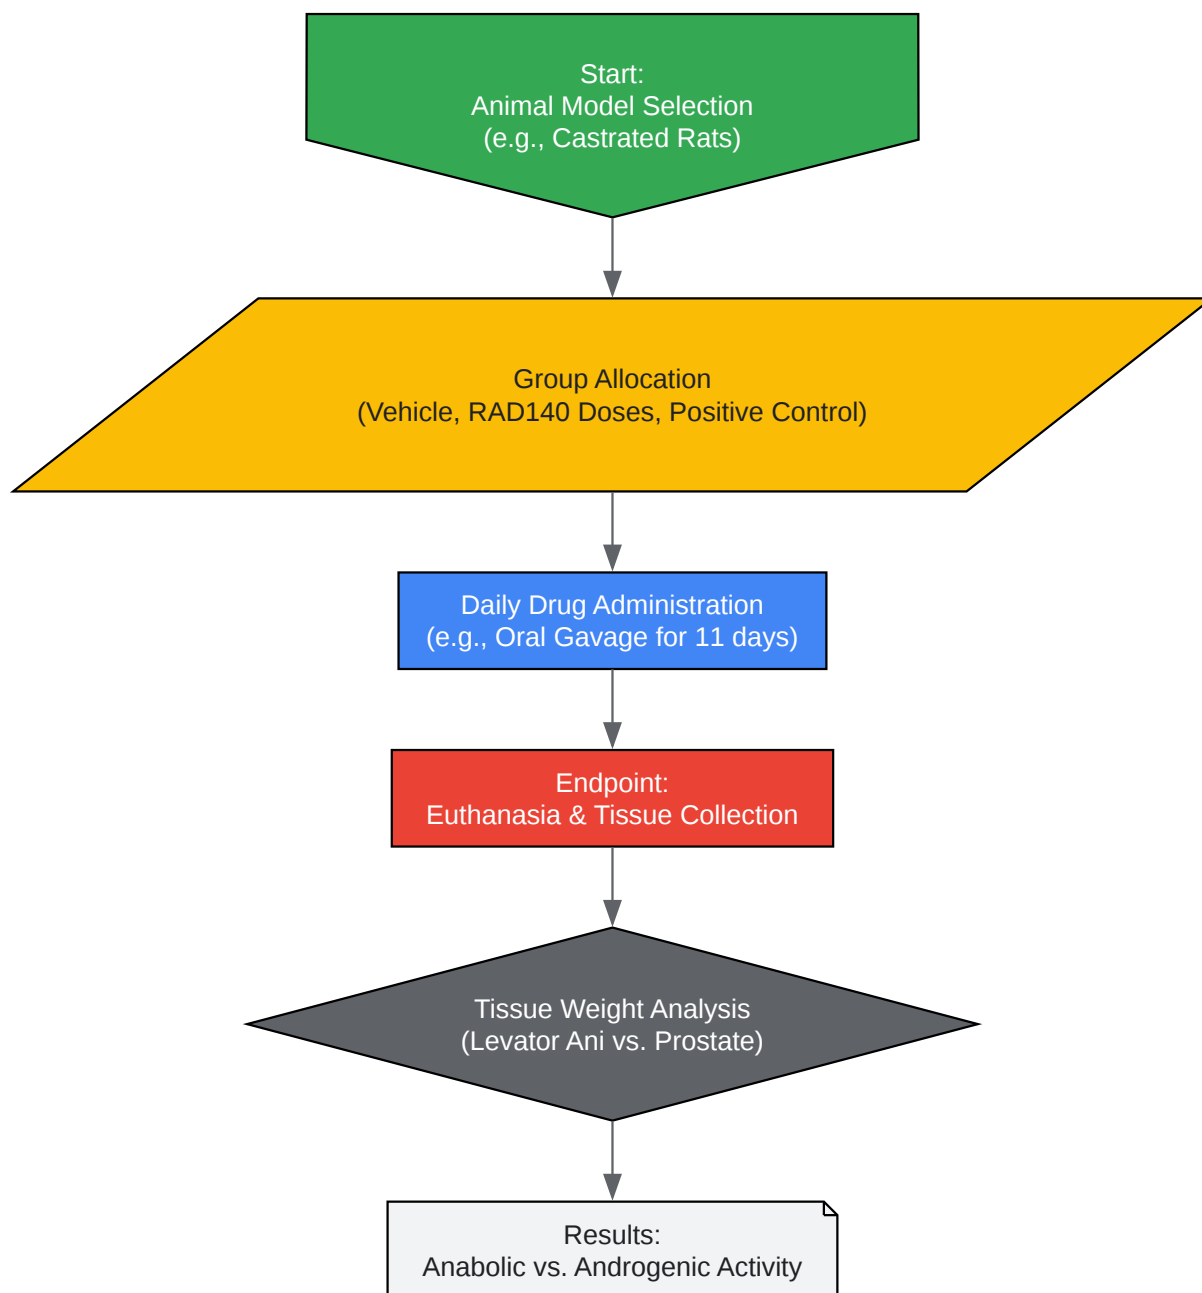 Start:
Animal Model Selection
(e.g., Castrated Rats)
Group Allocation
(Vehicle, RAD140 Doses, Positive Control)
Daily Drug Administration
(e.g., Oral Gavage for 11 days)
Endpoint:
Euthanasia & Tissue Collection
Tissue Weight Analysis
(Levator Ani vs. Prostate)
Results:
Anabolic vs. Androgenic Activity